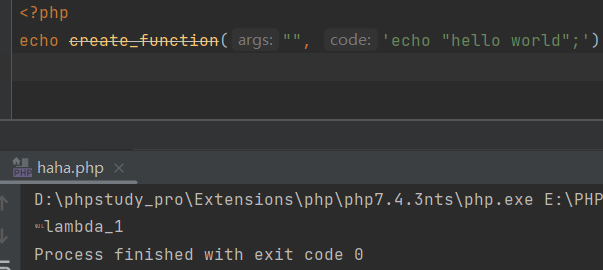 <?php
echo create_function( args: "", code: 'echo "hello world";')
haha.php ×
D:\phpstudy_pro\Extensions\php\php7.4.3nts\php.exe E:\PHP
␀lambda_1
Process finished with exit code 0